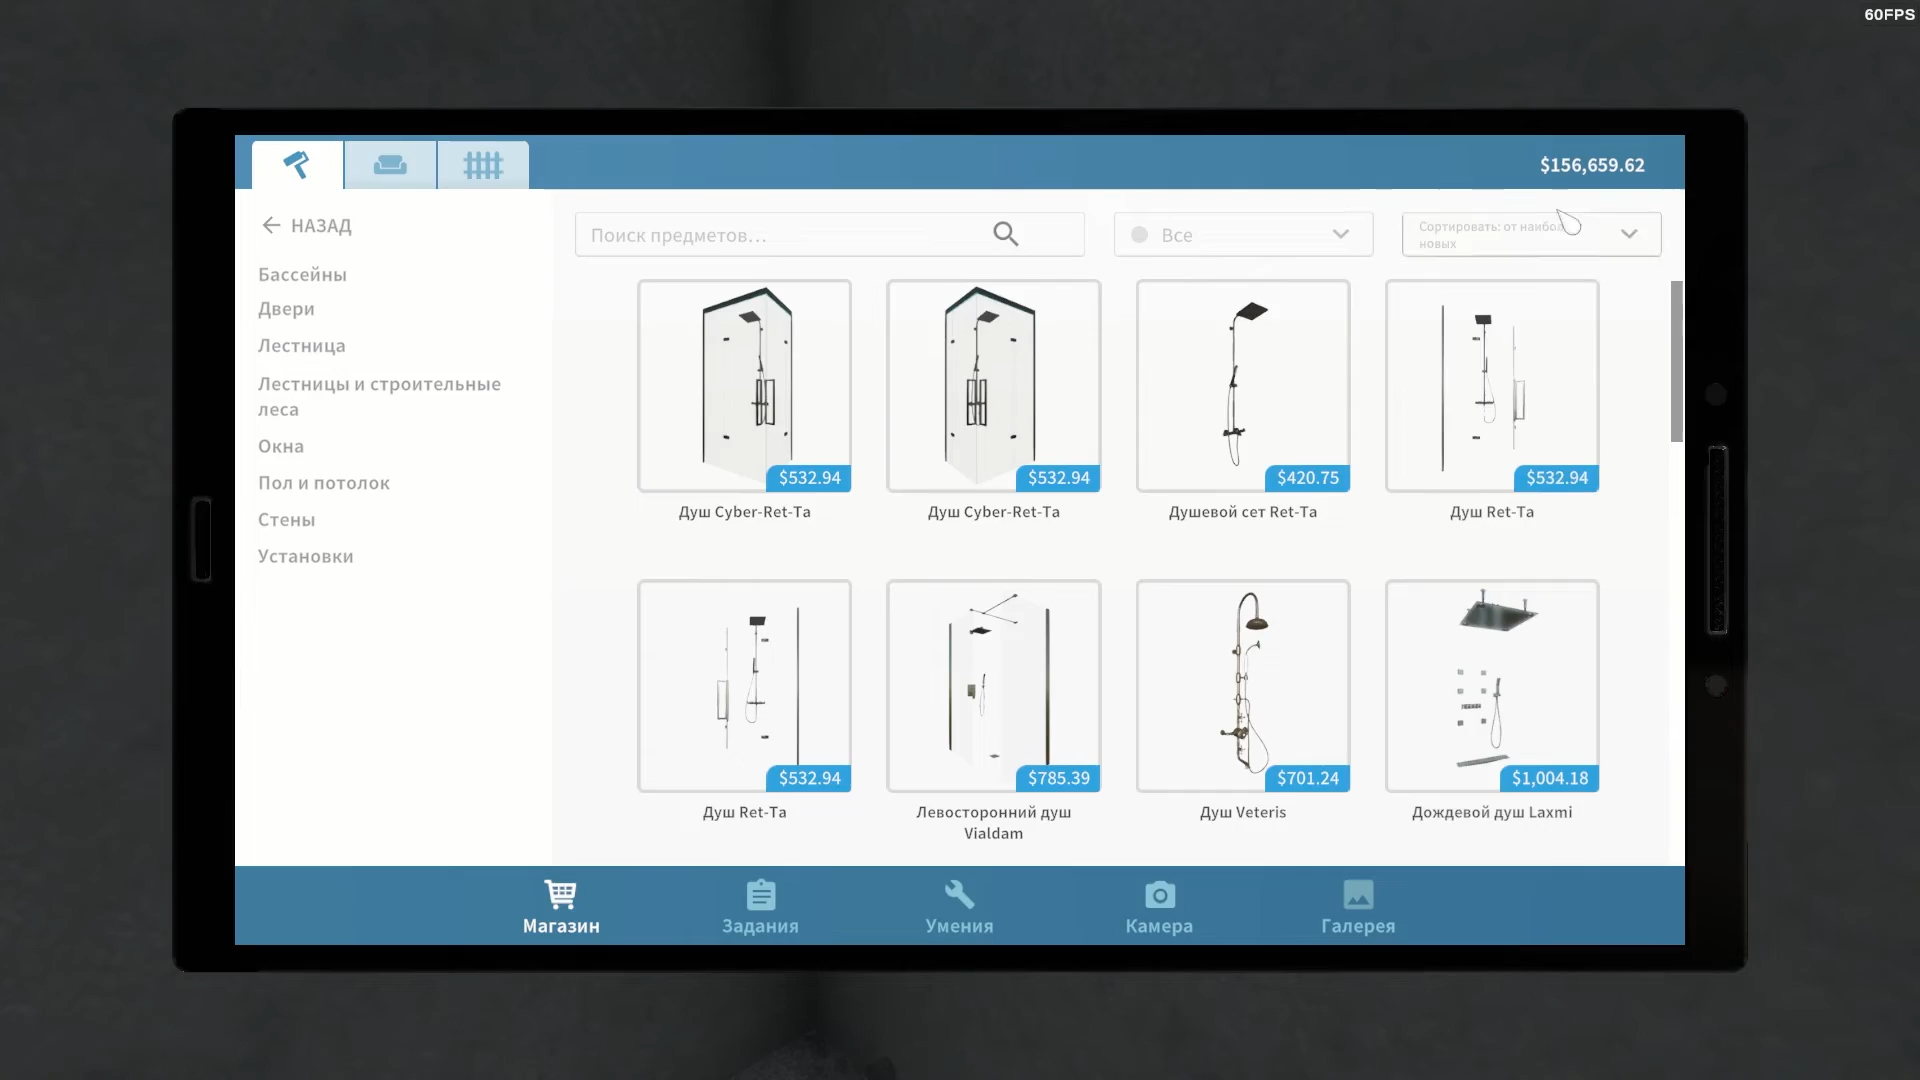 60FPS
$156,659.62
НАЗАД
Поиск предметов...
Все
Сортировать: от наибол
новых
Бассейны
Двери
Лестница
Лестницы и строительные
леса
Окна
Пол и потолок
Стены
Установки
$532.94
$532.94
$420.75
$532.94
Душ Cyber-Ret-Ta
Душ Cyber-Ret-Ta
Душевой сет Ret-Ta
Душ Ret-Ta
$532.94
$785.39
$701.24
$1,004.18
Душ Ret-Ta
Левосторонний душ
Vialdam
Душ Veteris
Дождевой душ Laxmi
Магазин
Задания
Умения
Камера
Галерея